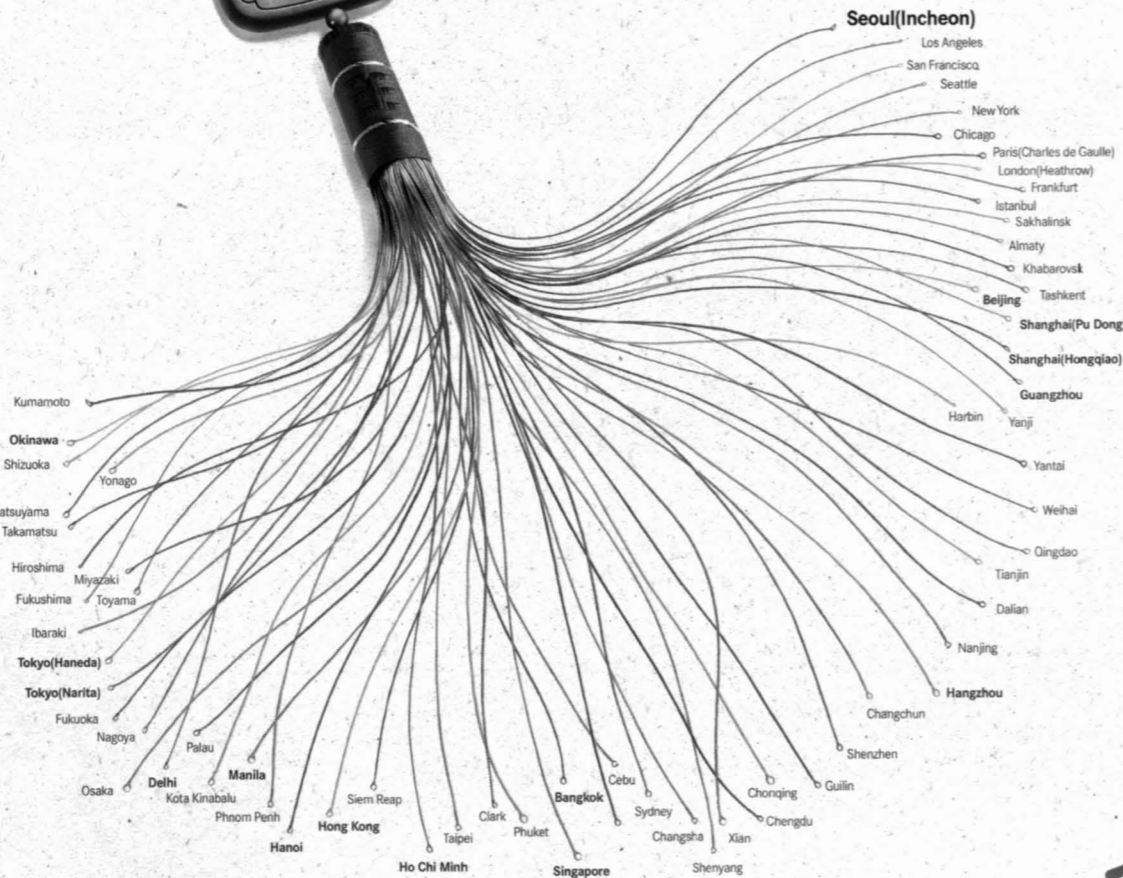 Seoul(Incheon)
Los Angeles
San Francisco
Seattle
New York
Chicago
Paris(Charles de Gaulle)
London(Heathrow)
Frankfurt
Istanbul
Sakhalinsk
Almaty
Khabarovsk
Tashkent
Beijing
Shanghai(Pu Dong
Shanghai(Hongqiao)
Guangzhou
Kumamoto
Harbin
Yanji
Okinawa
Shizuoka
Yonago
Yantai
atsuyama
Takamatsu
Weihai
Qingdao
Hiroshima
Miyazaki
Tianjin
Fukushima
Toyama
Dalian
Ibaraki
Nanjing
Tokyo(Haneda)
Tokyo(Narita)
Hangzhou
Fukuoka
Changchun
Nagoya
Palau
Shenzhen
Osaka
Delhi
Manila
Kota Kinabalu
Cebu
Guilin
Siem Reap
Bangkok
Chonqing
Phnom Penh
Hong Kong
Clark
Sydney
Chengdu
Hanoi
Taipei
Phuket
Changsha
Xian
Ho Chi Minh
Singapore
Shenyang